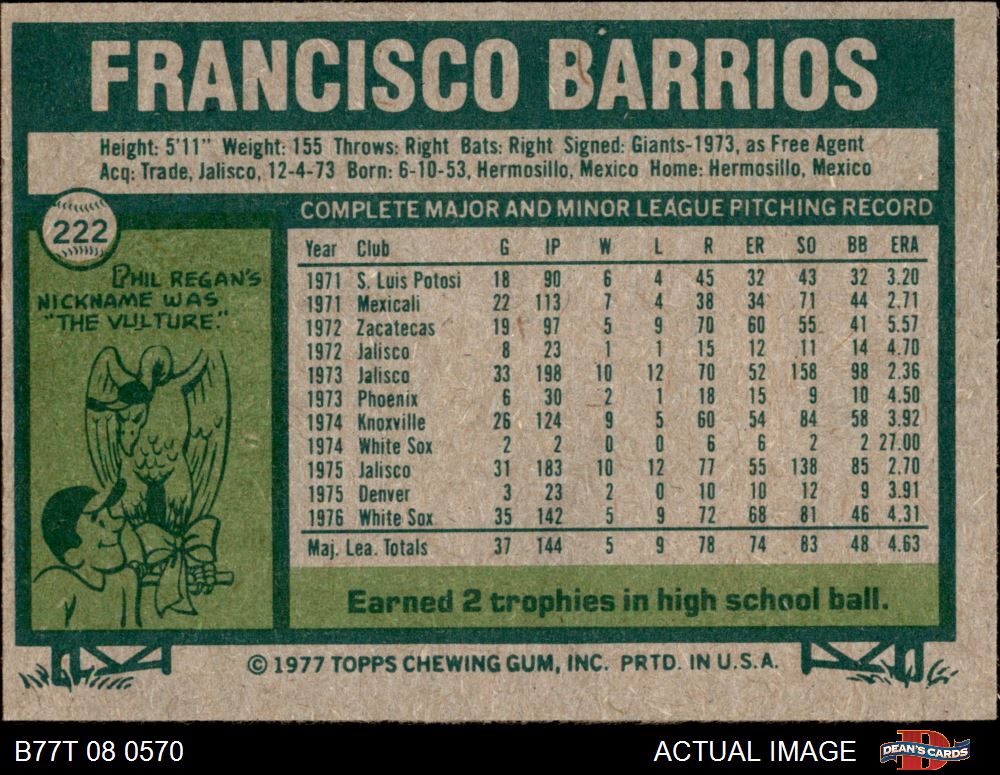 FRANCISCO BARRIOS
Height: 5'11" Weight: 155 Throws: Right Bats: Right Signed: Giants-1973, as Free Agent
Acq: Trade, Jalisco, 12-4-73 Born: 6-10-53, Hermosillo, Mexico Home: Hermosillo, Mexico
222
PHIL REGAN'S
NICKNAME WAS
"THE VULTURE."
COMPLETE MAJOR AND MINOR LEAGUE PITCHING RECORD
Year Club G IP W L R ER SO BB ERA
1971 S. Luis Potosi 18 90 6 4 45 32 43 32 3.20
1971 Mexicali 22 113 7 4 38 34 71 44 2.71
1972 Zacatecas 19 97 5 9 70 60 55 41 5.57
1972 Jalisco 8 23 1 1 15 12 11 14 4.70
1973 Jalisco 33 198 10 12 70 52 158 98 2.36
1973 Phoenix 6 30 2 1 18 15 9 10 4.50
1974 Knoxville 26 124 9 5 60 54 84 58 3.92
1974 White Sox 2 2 0 0 6 6 2 2 27.00
1975 Jalisco 31 183 10 12 77 55 138 85 2.70
1975 Denver 3 23 2 0 10 10 12 9 3.91
1976 White Sox 35 142 5 9 72 68 81 46 4.31
Maj. Lea. Totals 37 144 5 9 78 74 83 48 4.63
Earned 2 trophies in high school ball.
© 1977 TOPPS CHEWING GUM, INC. PRTD. IN U.S.A.
B77T 08 0570
ACTUAL IMAGE
DEAN'S CARDS